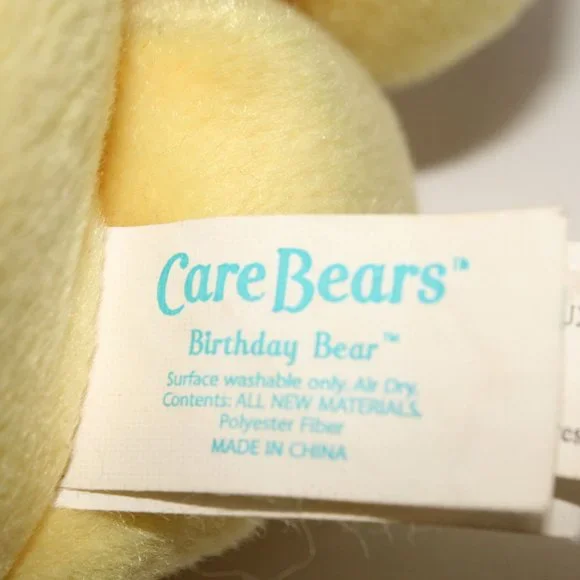 Care Bears™
Birthday Bear™
Surface washable only. Air Dry.
Contents: ALL NEW MATERIALS.
Polyester Fiber
MADE IN CHINA